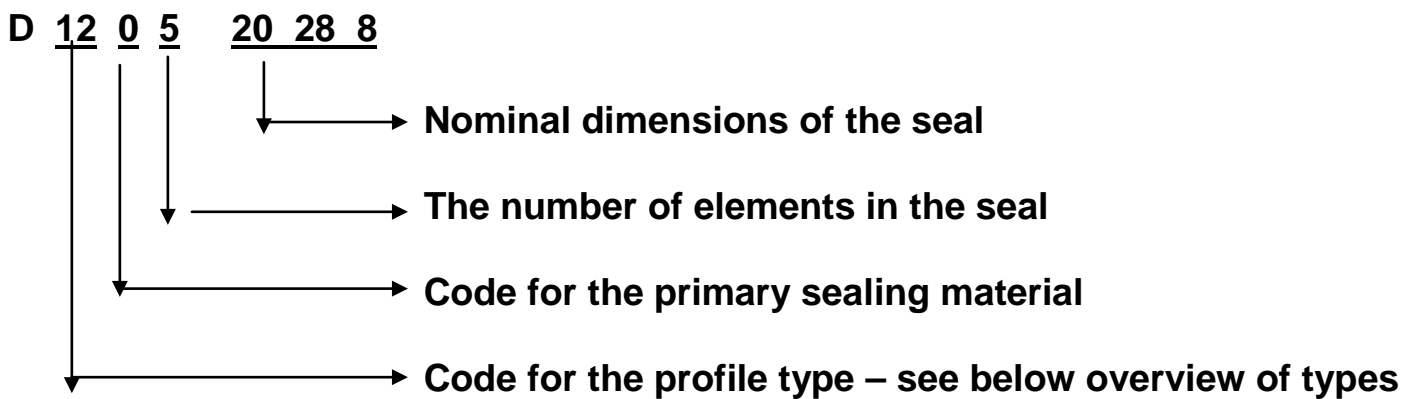 D 12 0 5 20 28 8
Nominal dimensions of the seal
The number of elements in the seal
Code for the primary sealing material
Code for the profile type – see below overview of types